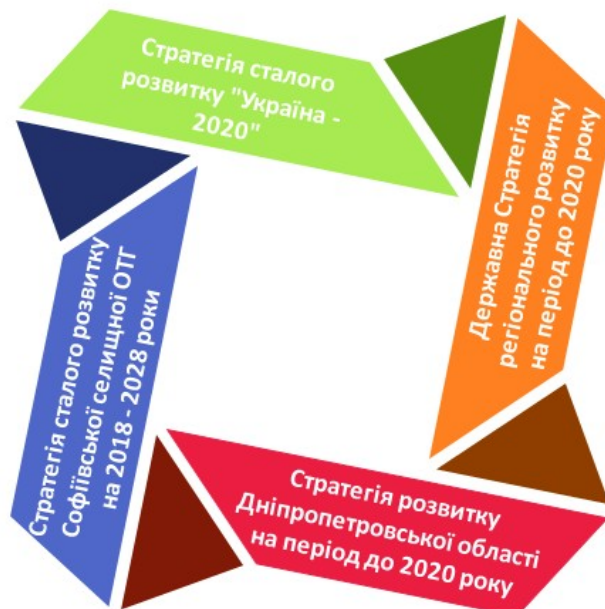 Стратегія сталого
розвитку "Україна -
2020"
Державна Стратегія
регіонального розвитку
на період до 2020 року
Стратегія розвитку
Дніпропетровської області
на період до 2020 року
Стратегія сталого розвитку
Софіївської селищної ОТГ
на 2018 - 2028 роки